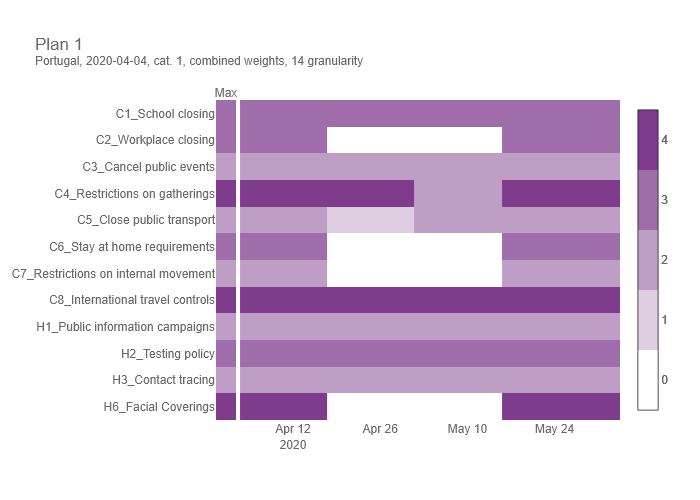 Plan 1
Portugal, 2020-04-04, cat. 1, combined weights, 14 granularity
Max
C1_School closing
C2_Workplace closing
C3_Cancel public events
C4_Restrictions on gatherings
C5_Close public transport
C6_Stay at home requirements
C7_Restrictions on internal movement
C8_International travel controls
H1_Public information campaigns
H2_Testing policy
H3_Contact tracing
H6_Facial Coverings
Apr 12 Apr 26 May 10 May 24
2020
4
3
2
1
0